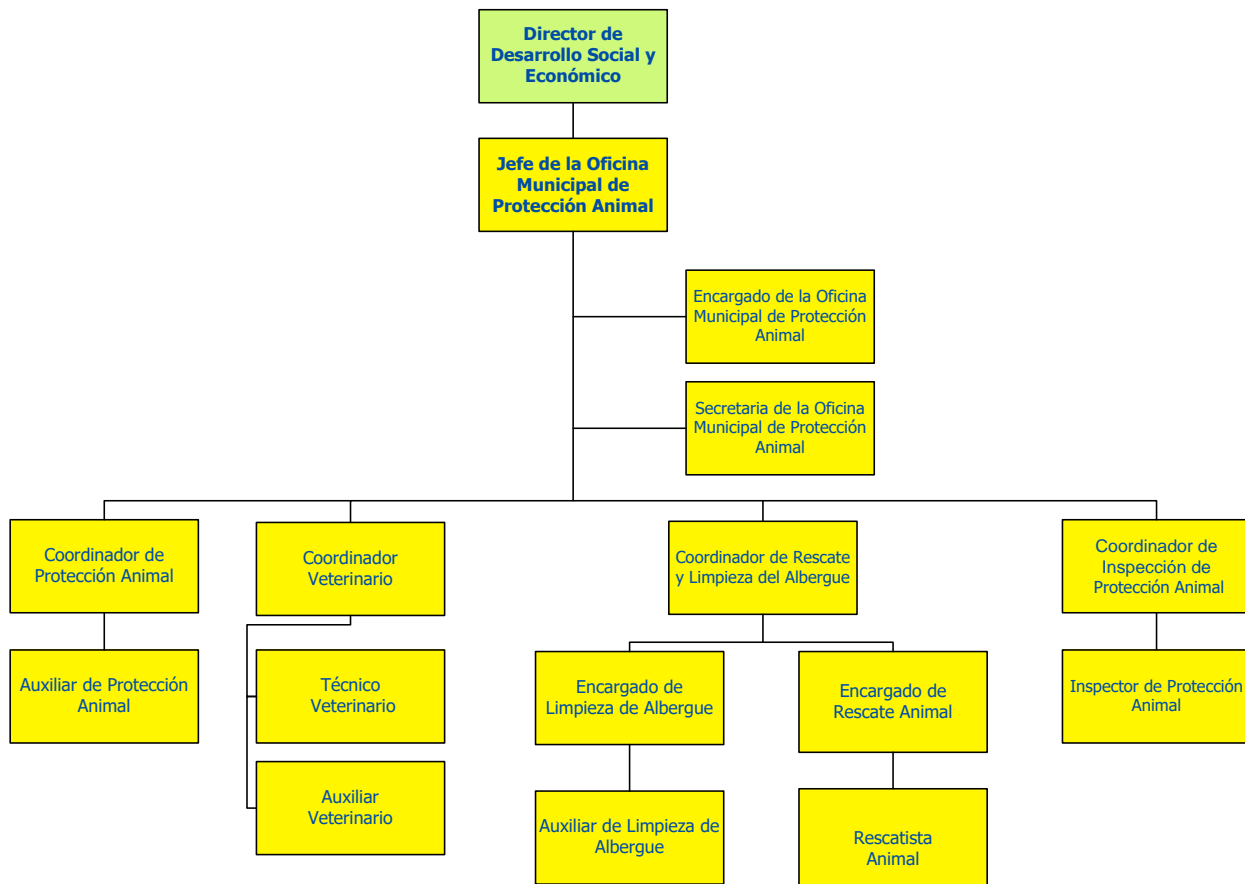 Director de
Desarrollo Social y
Económico
Jefe de la Oficina
Municipal de
Protección Animal
Encargado de la Oficina
Municipal de Protección
Animal
Secretaria de la Oficina
Municipal de Protección
Animal
Coordinador de
Protección Animal
Coordinador
Veterinario
Coordinador de Rescate
y Limpieza del Albergue
Coordinador de
Inspección de
Protección Animal
Auxiliar de Protección
Animal
Técnico
Veterinario
Auxiliar
Veterinario
Encargado de
Limpieza de Albergue
Encargado de
Rescate Animal
Inspector de Protección
Animal
Auxiliar de Limpieza de
Albergue
Rescatista
Animal